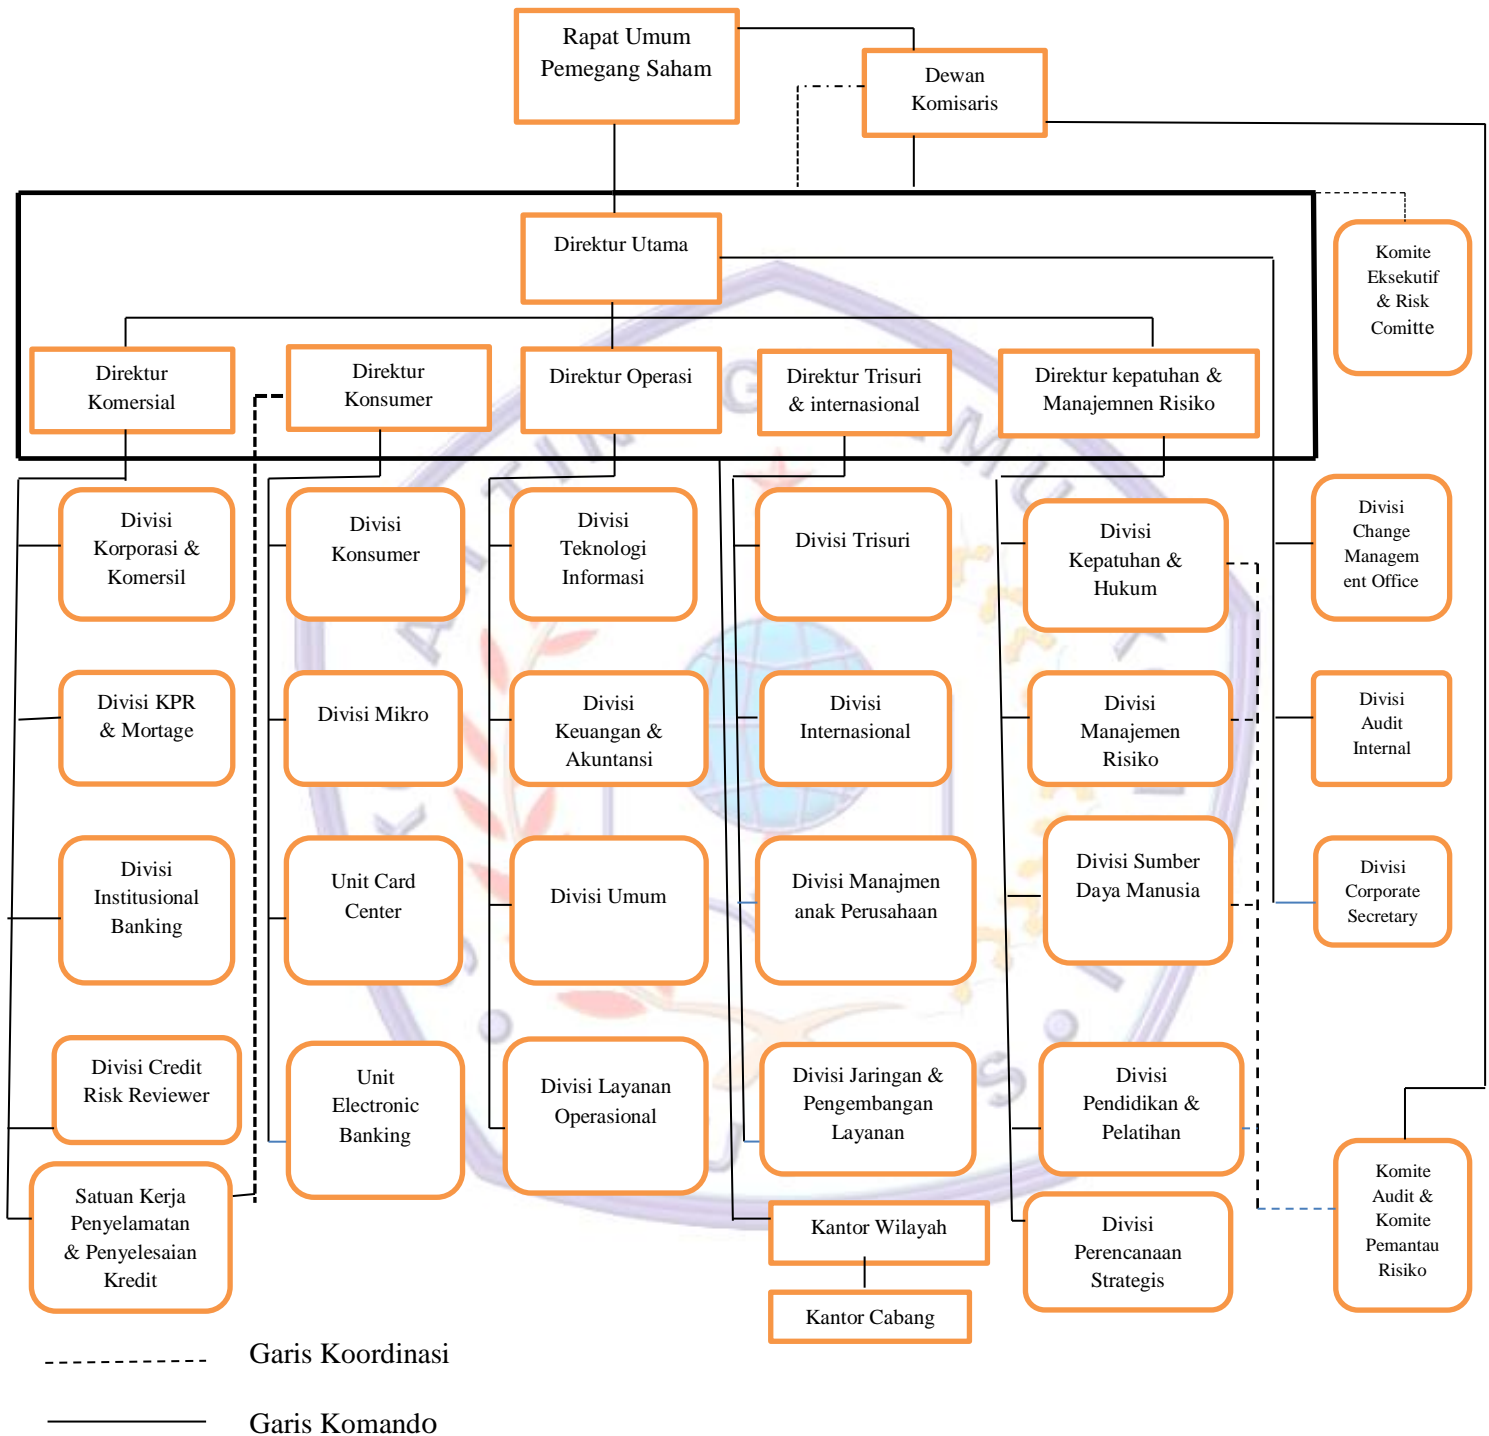 Rapat Umum
Pemegang Saham
Dewan
Komisaris
Direktur Utama
Komite
Eksekutif
& Risk
Comitte
Direktur
Komersial
Direktur
Konsumer
Direktur Operasi
Direktur Trisuri
& internasional
Direktur kepatuhan &
Manajemnen Risiko
Divisi
Korporasi &
Komersil
Divisi
Konsumer
Divisi
Teknologi
Informasi
Divisi Trisuri
Divisi
Kepatuhan &
Hukum
Divisi
Change
Managem
ent Office
Divisi KPR
& Mortage
Divisi Mikro
Divisi
Keuangan &
Akuntansi
Divisi
Internasional
Divisi
Manajemen
Risiko
Divisi
Audit
Internal
Divisi
Institusional
Banking
Unit Card
Center
Divisi Umum
Divisi Manajmen
anak Perusahaan
Divisi Sumber
Daya Manusia
Divisi
Corporate
Secretary
Divisi Credit
Risk Reviewer
Unit
Electronic
Banking
Divisi Layanan
Operasional
Divisi Jaringan &
Pengembangan
Layanan
Divisi
Pendidikan &
Pelatihan
Komite
Audit &
Komite
Pemantau
Risiko
Satuan Kerja
Penyelamatan
& Penyelesaian
Kredit
Kantor Wilayah
Divisi
Perencanaan
Strategis
Kantor Cabang
Garis Koordinasi
Garis Komando